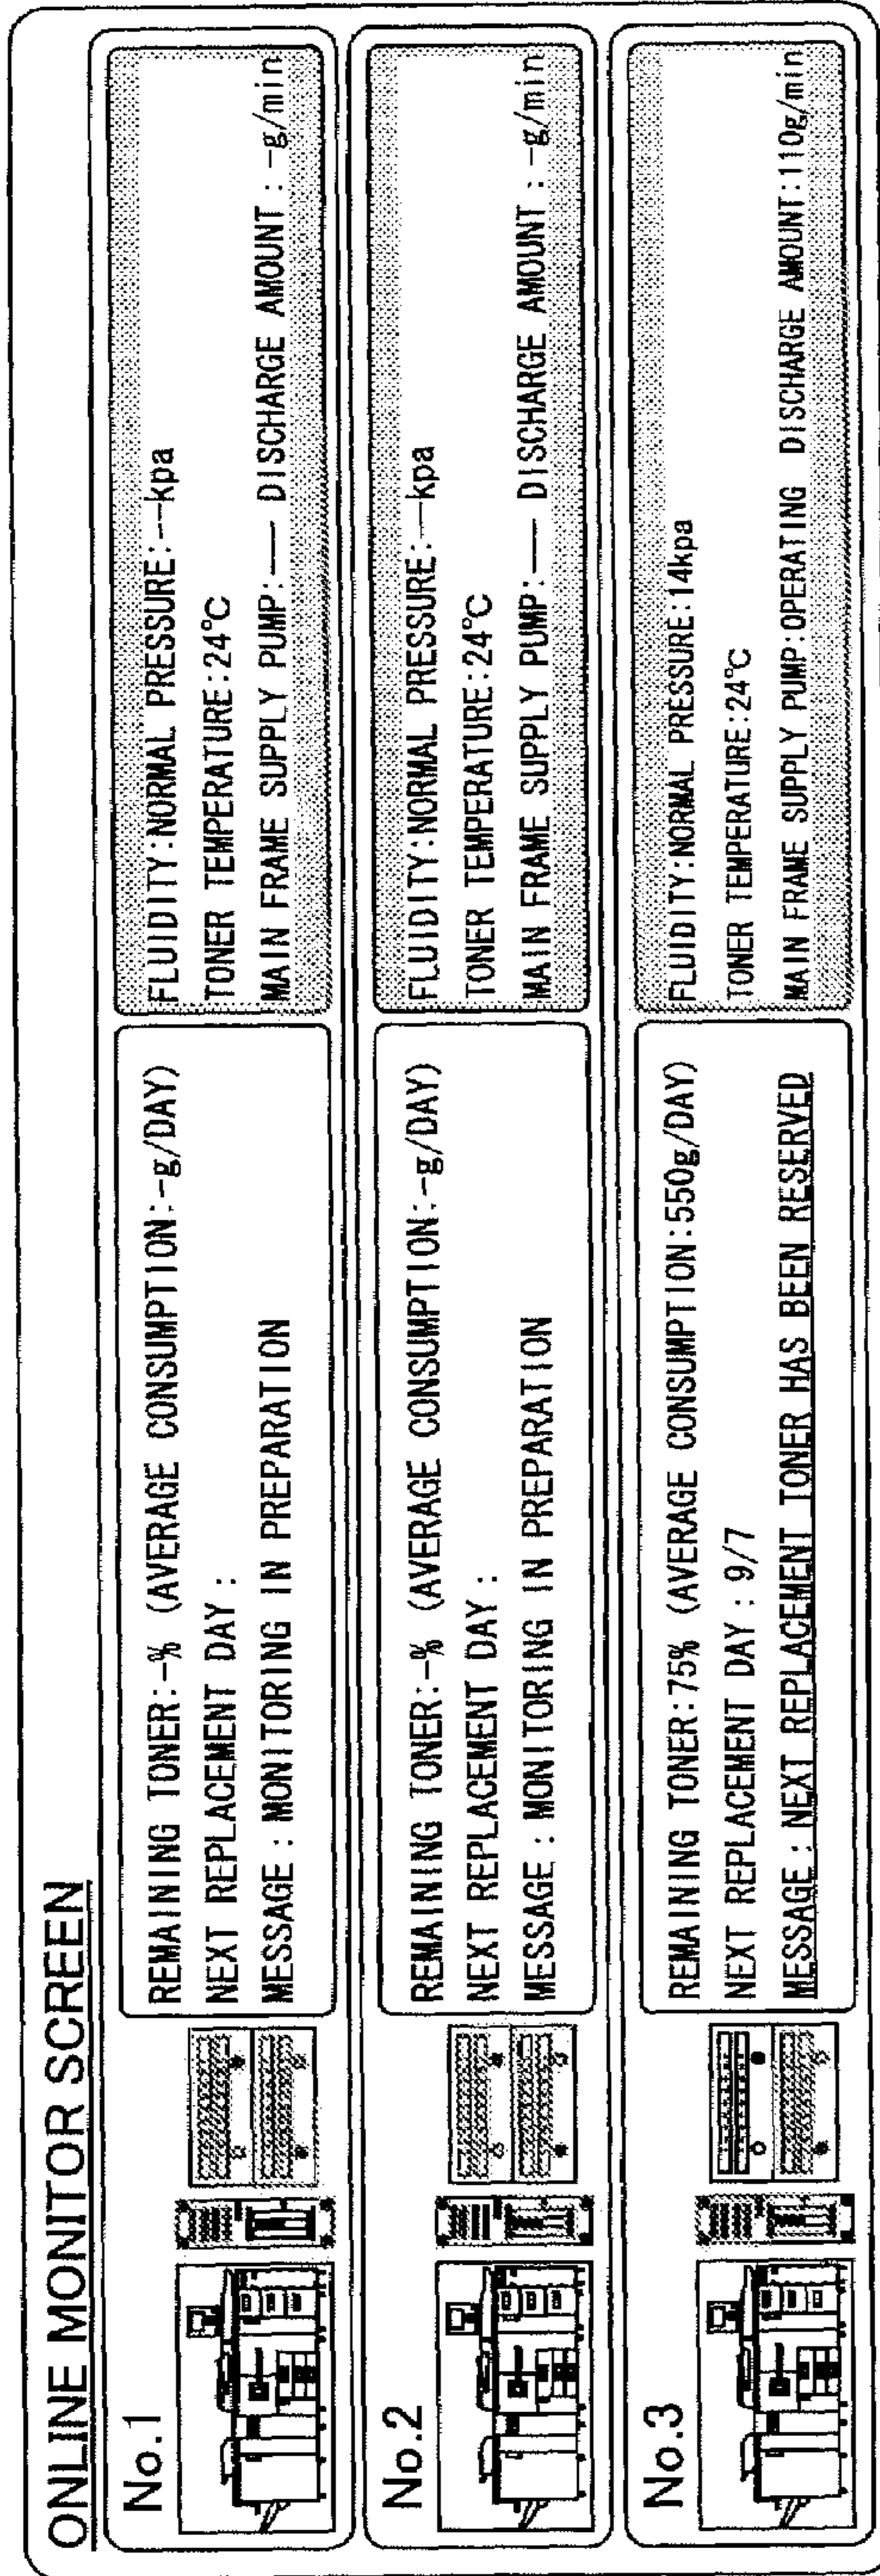 ONLINE MONITOR SCREEN
No.1
REMAINING TONER:-% (AVERAGE CONSUMPTION:-g/DAY)
NEXT REPLACEMENT DAY:
MESSAGE:MONITORING IN PREPARATION
FLUIDITY:NORMAL PRESSURE:--kpa
TONER TEMPERATURE:24℃
MAIN FRAME SUPPLY PUMP:–– DISCHARGE AMOUNT:-g/min
No.2
REMAINING TONER:-% (AVERAGE CONSUMPTION:-g/DAY)
NEXT REPLACEMENT DAY:
MESSAGE:MONITORING IN PREPARATION
FLUIDITY:NORMAL PRESSURE:--kpa
TONER TEMPERATURE:24℃
MAIN FRAME SUPPLY PUMP:–– DISCHARGE AMOUNT:-g/min
No.3
REMAINING TONER:75% (AVERAGE CONSUMPTION:550g/DAY)
NEXT REPLACEMENT DAY:9/7
MESSAGE:NEXT REPLACEMENT TONER HAS BEEN RESERVED
FLUIDITY:NORMAL PRESSURE:14kpa
TONER TEMPERATURE:24℃
MAIN FRAME SUPPLY PUMP:OPERATING DISCHARGE AMOUNT:110g/min